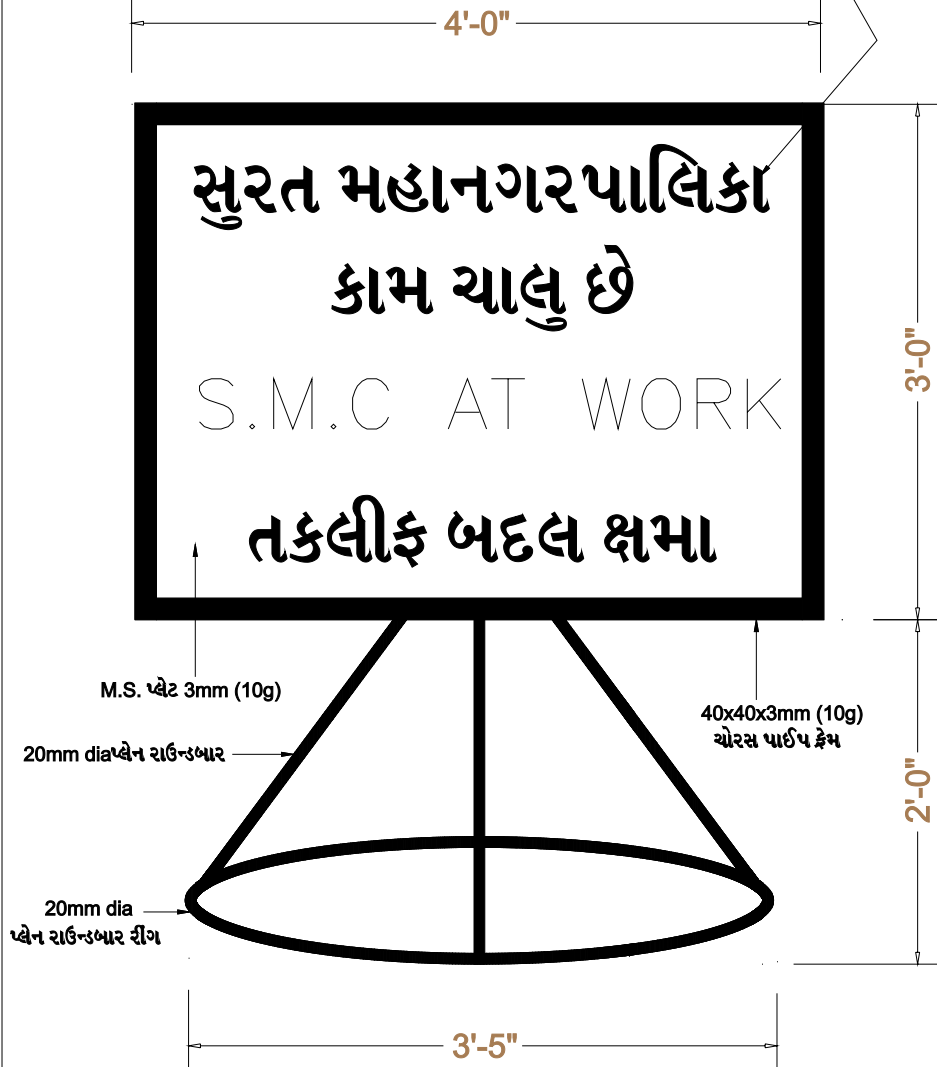 4'-0"
સુરત મહાનગરપાલિકા
કામ ચાલુ છે
3'-0"
S.M.C AT WORK
તકલીફ બદલ ક્ષમા
M.S. પ્લેટ 3mm (10g)
40x40x3mm (10g)
ચોરસ પાઈપ ફ્રેમ
20mm diaપ્લેન રાઉન્ડબાર
2'-0"
20mm dia
પ્લેન રાઉન્ડબાર રીંગ
3'-5"